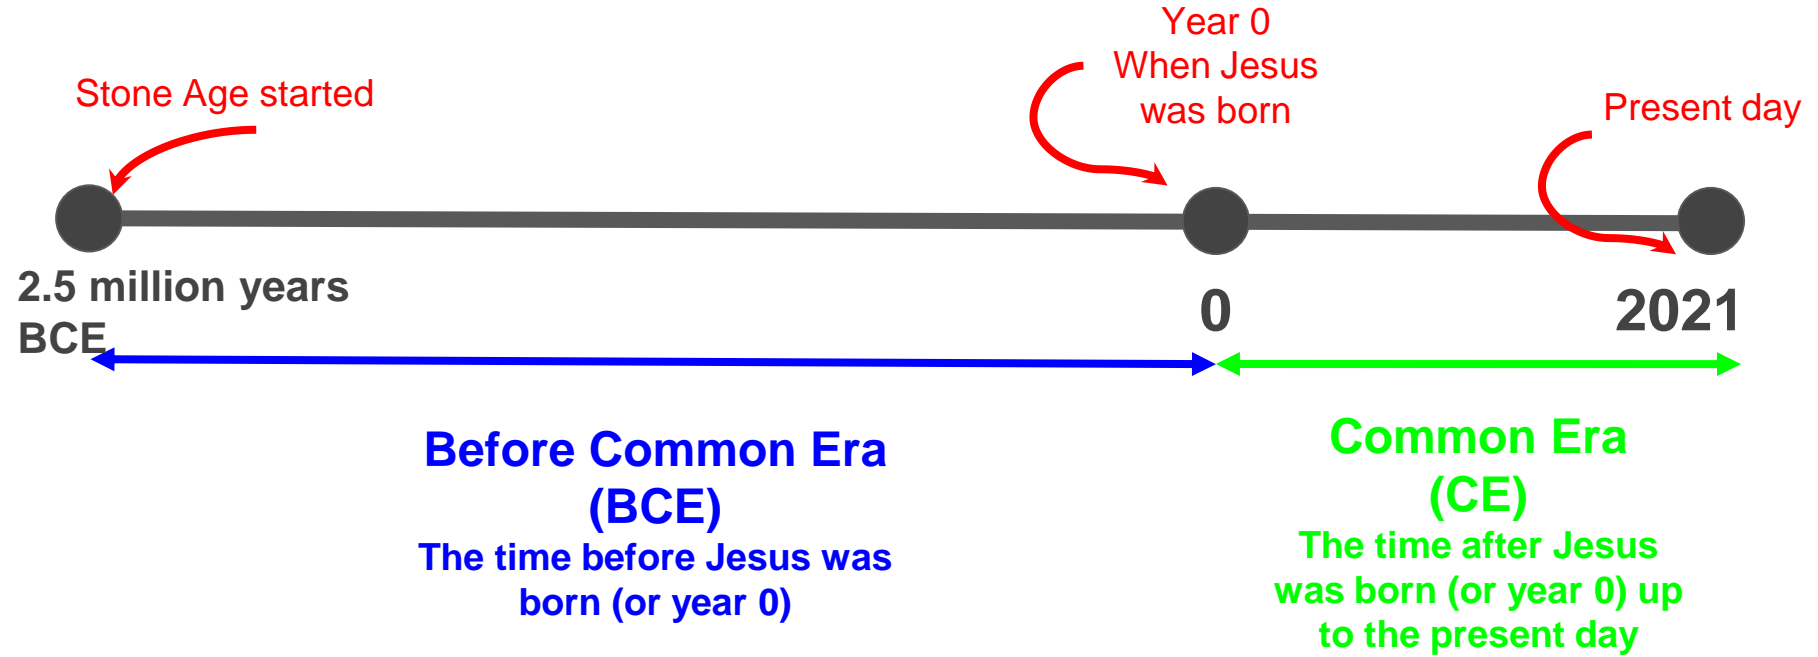 Year 0
When Jesus
was born
Stone Age started
Present day
2.5 million years
BCE
0
2021
Before Common Era
(BCE)
The time before Jesus was
born (or year 0)
Common Era
(CE)
The time after Jesus
was born (or year 0) up
to the present day